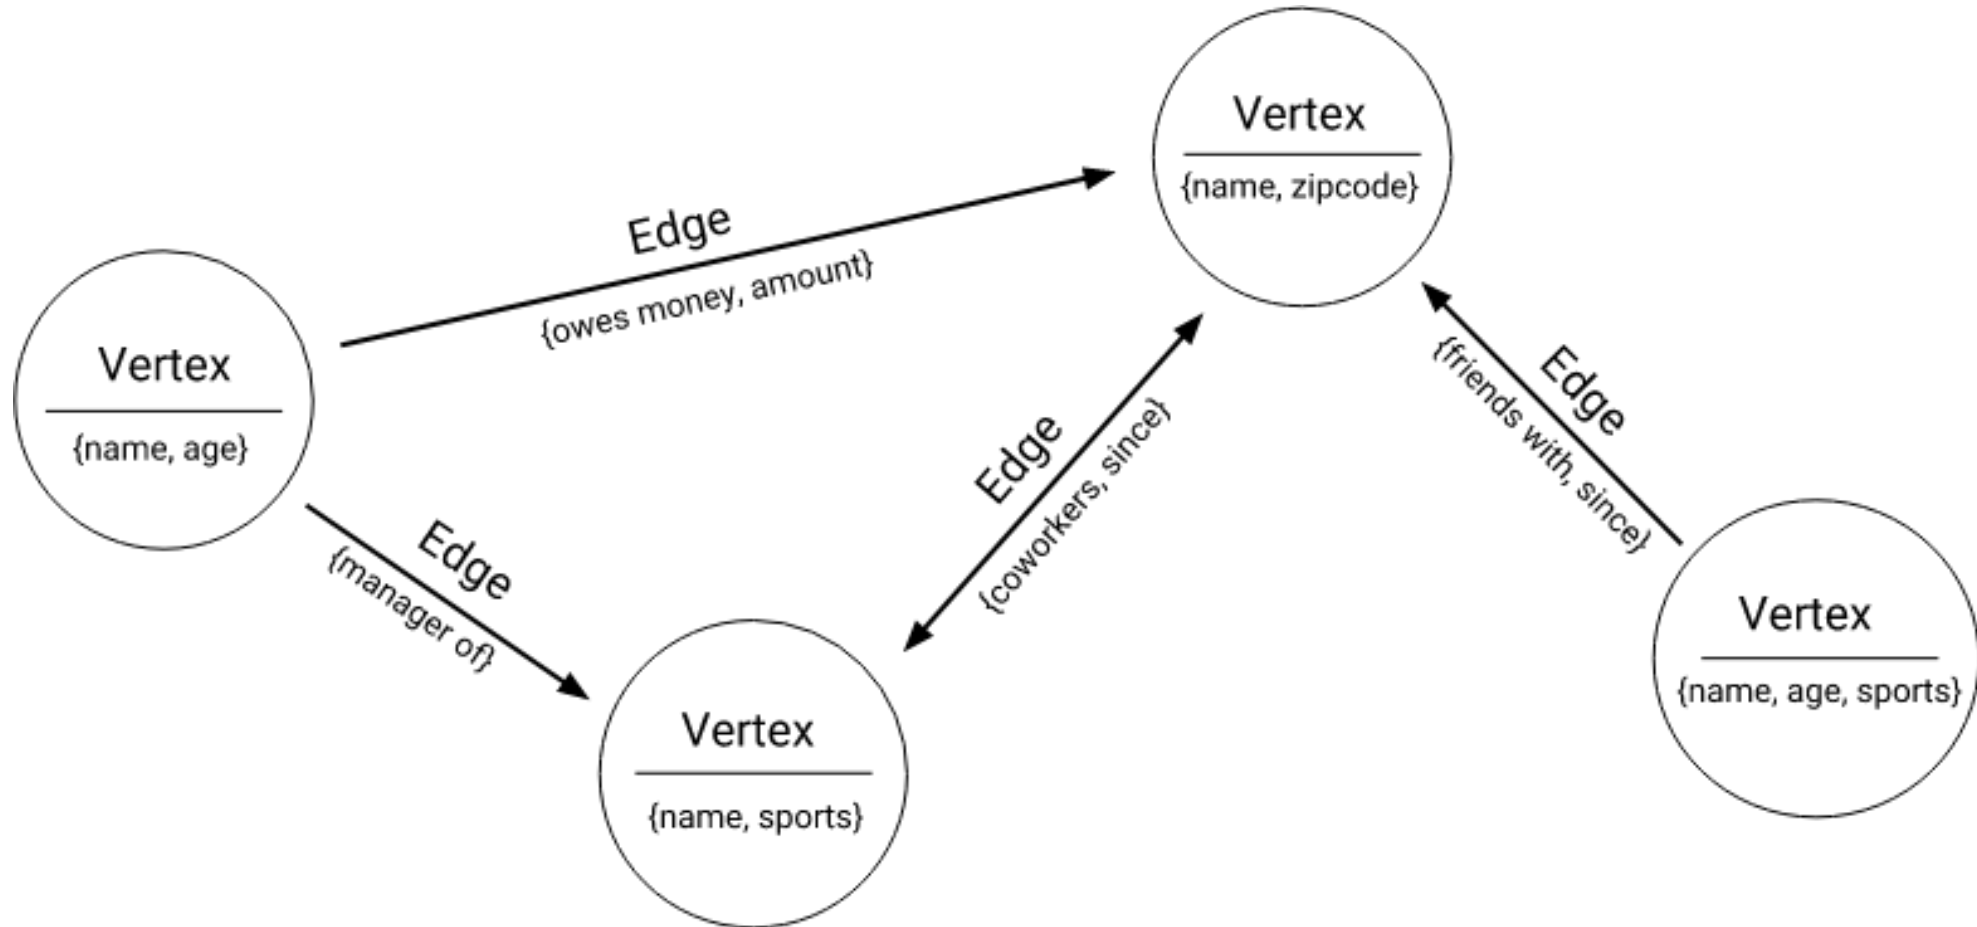 Vertex
{name, zipcode}
Edge
{owes money, amount}
Vertex
{name, age}
Edge
{friends with, since}
Edge
{coworkers, since}
Edge
{manager of}
Vertex
{name, age, sports}
Vertex
{name, sports}